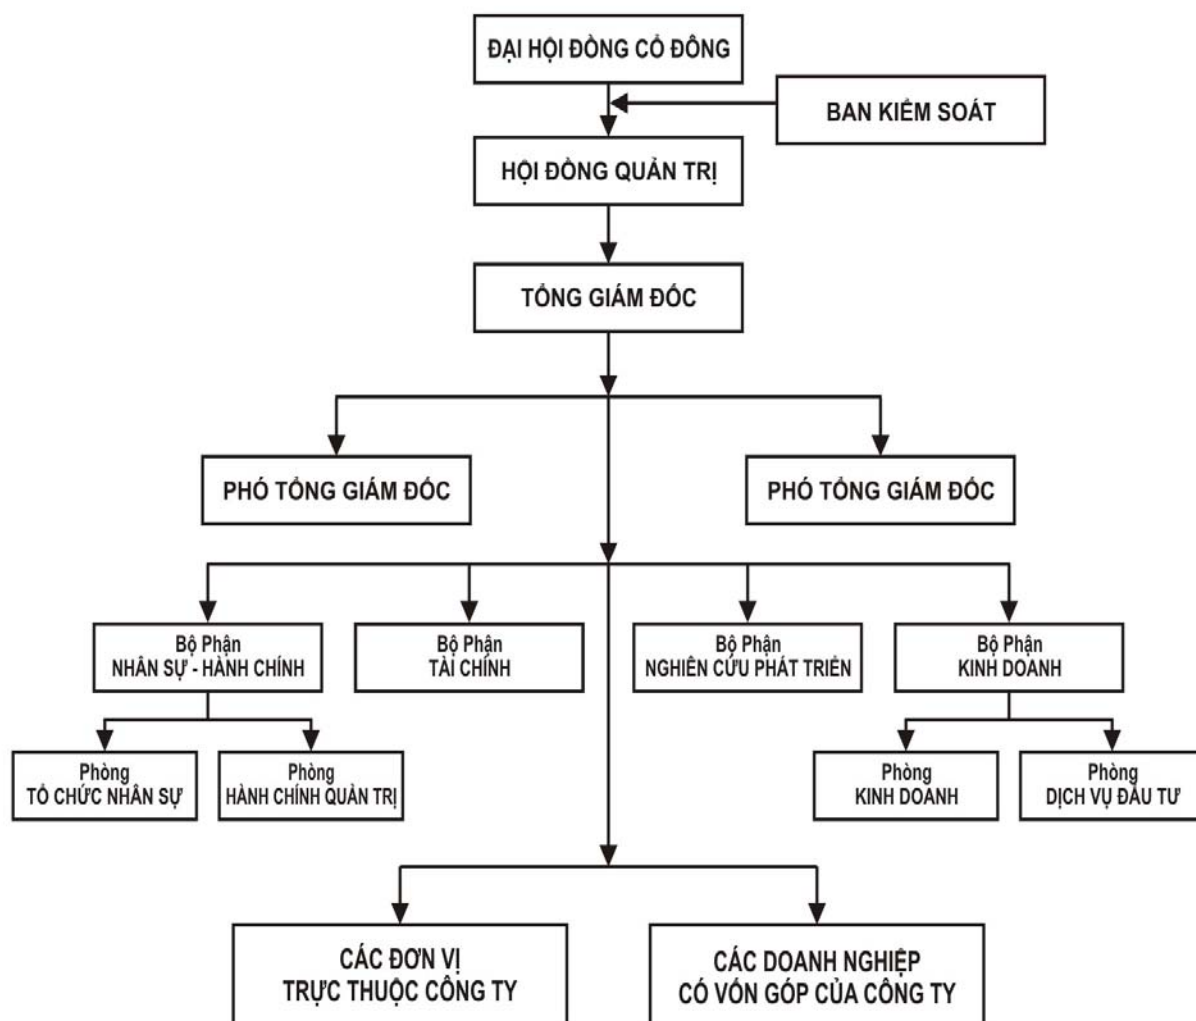 ĐẠI HỘI ĐỒNG CỔ ĐÔNG
BAN KIỂM SOÁT
HỘI ĐỒNG QUẢN TRỊ
TỔNG GIÁM ĐỐC
PHÓ TỔNG GIÁM ĐỐC
PHÓ TỔNG GIÁM ĐỐC
Bộ Phận
NHÂN SỰ - HÀNH CHÍNH
Bộ Phận
TÀI CHÍNH
Bộ Phận
NGHIÊN CỨU PHÁT TRIỂN
Bộ Phận
KINH DOANH
Phòng
TỔ CHỨC NHÂN SỰ
Phòng
HÀNH CHÍNH QUẢN TRỊ
Phòng
KINH DOANH
Phòng
DỊCH VỤ ĐẦU TƯ
CÁC ĐƠN VỊ
TRỰC THUỘC CÔNG TY
CÁC DOANH NGHIỆP
CÓ VỐN GÓP CỦA CÔNG TY